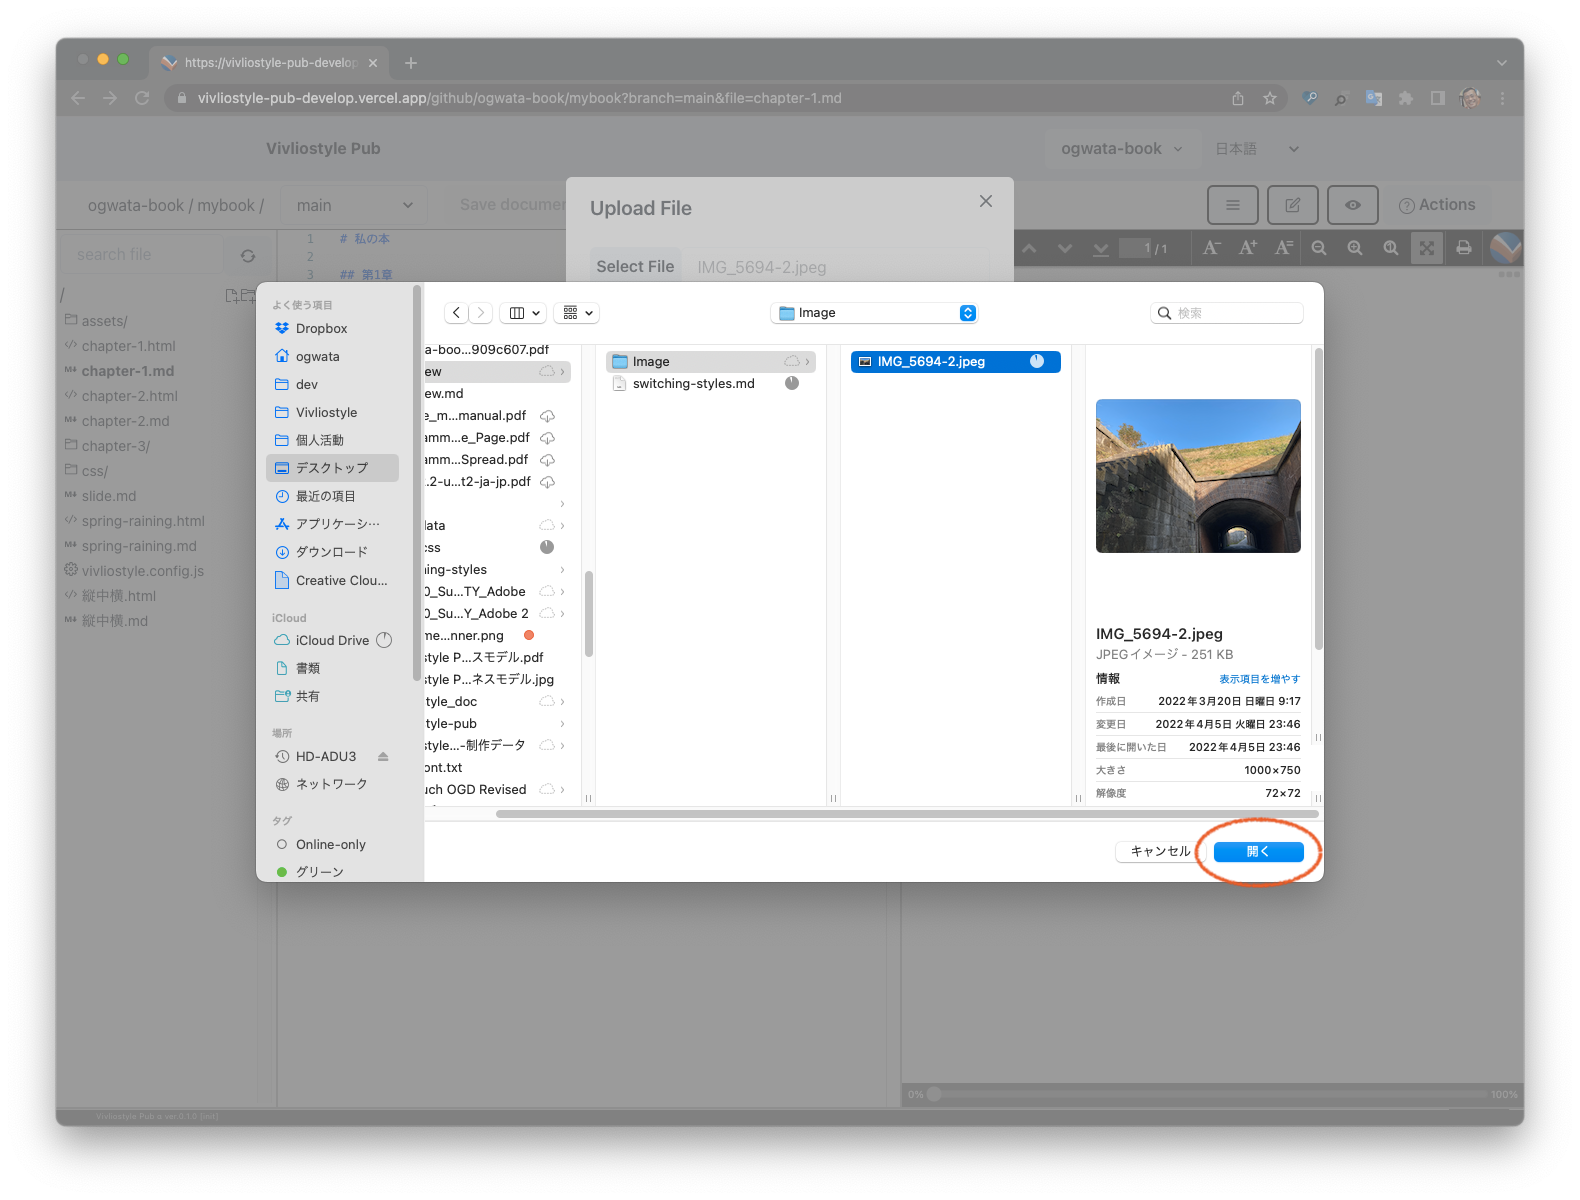 https://vivliostyle-pub-develop
vivliostyle-pub-develop.vercel.app/github/ogwata-book/mybook?branch=main&file=chapter-1.md
Vivliostyle Pub
ogwata-book
日本語
ogwata-book / mybook /
main
Save documen
Upload File
Actions
search file
1 # 私の本
2
3 ## 第1章
Select File
IMG_5694-2.jpeg
1 / 1
/
assets/
chapter-1.html
chapter-1.md
chapter-2.html
chapter-2.md
chapter-3/
css/
slide.md
spring-raining.html
spring-raining.md
vivliostyle.config.js
縦中横.html
縦中横.md
よく使う項目
Dropbox
ogwata
dev
Vivliostyle
個人活動
デスクトップ
最近の項目
アプリケーシ…
ダウンロード
Creative Clou...
iCloud
iCloud Drive
書類
共有
場所
HD-ADU3
ネットワーク
タグ
Online-only
グリーン
Image
検索
a-boo...909c607.pdf
ew
ew.md
e_m...manual.pdf
amm...e_Page.pdf
amm...Spread.pdf
.2-u...t2-ja-jp.pdf
lata
css
ning-styles
0_Su...TY_Adobe
0_Su...Y_Adobe 2
me...nner.png
style P...スモデル.pdf
style P...ネスモデル.jpg
tyle_doc
tyle-pub
style...-制作データ
ont.txt
uch OGD Revised
Image
switching-styles.md
IMG_5694-2.jpeg
IMG_5694-2.jpeg
JPEGイメージ - 251 KB
情報
表示項目を増やす
作成日 2022年3月20日 日曜日 9:17
変更日 2022年4月5日 火曜日 23:46
最後に開いた日 2022年4月5日 23:46
大きさ 1000×750
解像度 72×72
キャンセル
開く
0%
100%
Vivliostyle Pub α ver.0.1.0 [init]